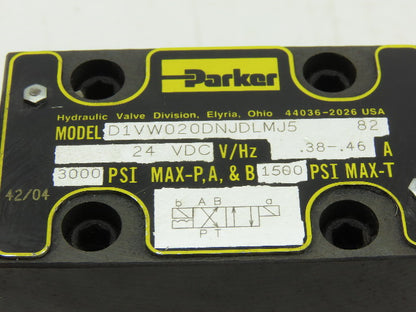 Parker
Hydraulic Valve Division, Elyria, Ohio 44036-2026 USA
MODEL D1VW020DNJDLMJ5 82
24 VDC V/Hz .38-.46 A
3000 PSI MAX-P,A, & B 1500 PSI MAX-T
42/04
b A B a
P T